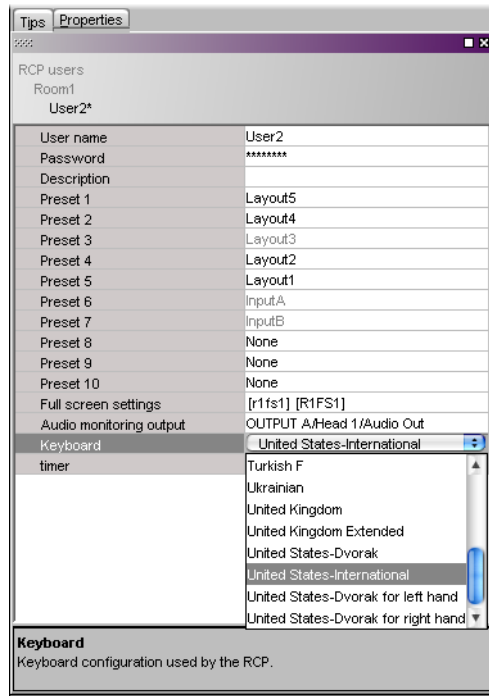 Tips Properties
RCP users
Room1
User2*
User name User2
Password ********
Description
Preset 1 Layout5
Preset 2 Layout4
Preset 3 Layout3
Preset 4 Layout2
Preset 5 Layout1
Preset 6 InputA
Preset 7 InputB
Preset 8 None
Preset 9 None
Preset 10 None
Full screen settings [r1fs1] [R1FS1]
Audio monitoring output OUTPUT A/Head 1/Audio Out
Keyboard United States-International
timer
Turkish F
Ukrainian
United Kingdom
United Kingdom Extended
United States-Dvorak
United States-International
United States-Dvorak for left hand
United States-Dvorak for right hand
Keyboard
Keyboard configuration used by the RCP.